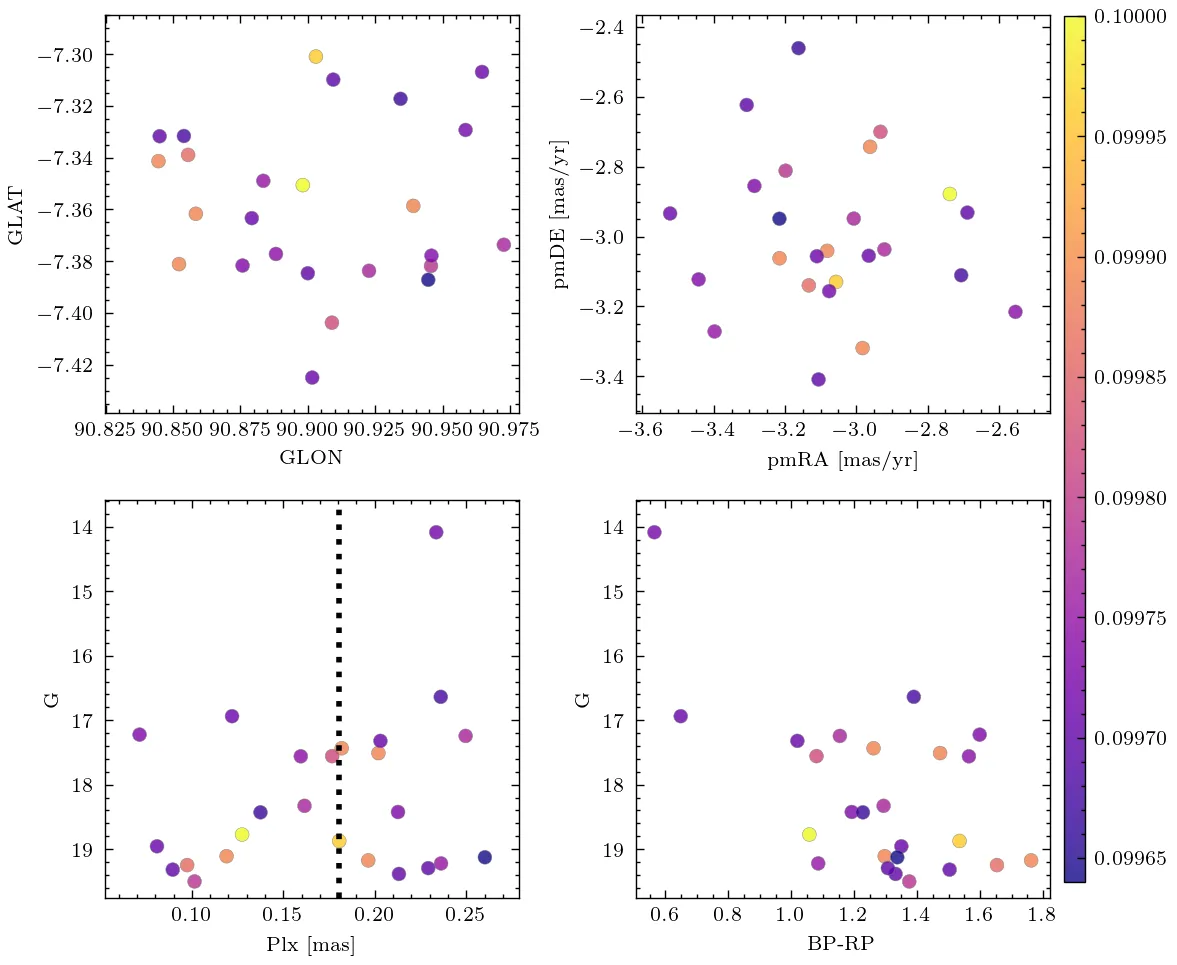 −7.30
−7.32
−7.34
−7.36
−7.38
−7.40
−7.42
GLAT
90.825 90.850 90.875 90.900 90.925 90.950 90.975
GLON
−2.4
−2.6
−2.8
−3.0
−3.2
−3.4
pmDE [mas/yr]
−3.6 −3.4 −3.2 −3.0 −2.8 −2.6
pmRA [mas/yr]
14
15
16
17
18
19
G
0.10 0.15 0.20 0.25
Plx [mas]
14
15
16
17
18
19
G
0.6 0.8 1.0 1.2 1.4 1.6 1.8
BP-RP
0.10000
0.09995
0.09990
0.09985
0.09980
0.09975
0.09970
0.09965